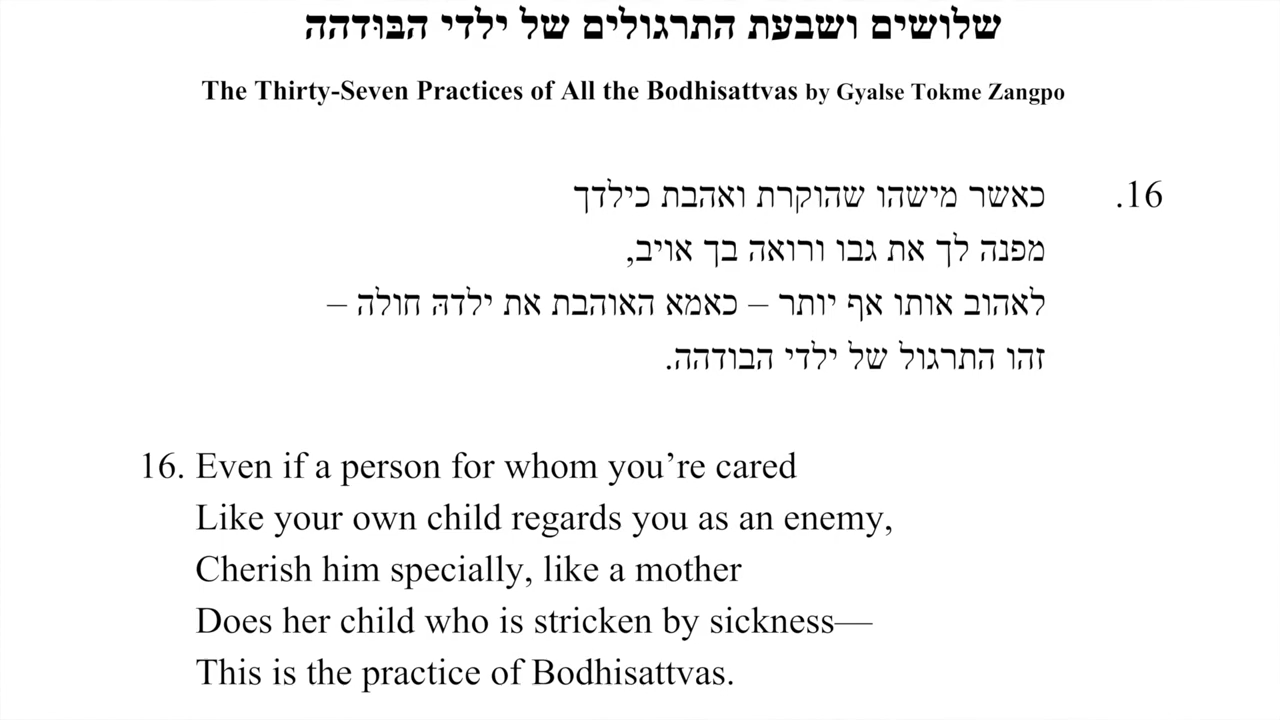 שלושים ושבעת התרגולים של ילדי הבּוּדהה
The Thirty-Seven Practices of All the Bodhisattvas by Gyalse Tokme Zangpo
16. כאשר מישהו שהוקרת ואהבת כילדך
מפנה לך את גבו ורואה בך אויב,
לאהוב אותו אף יותר – כאמא האוהבת את ילדהּ חולה –
זהו התרגול של ילדי הבודהה.
16. Even if a person for whom you’re cared
Like your own child regards you as an enemy,
Cherish him specially, like a mother
Does her child who is stricken by sickness—
This is the practice of Bodhisattvas.